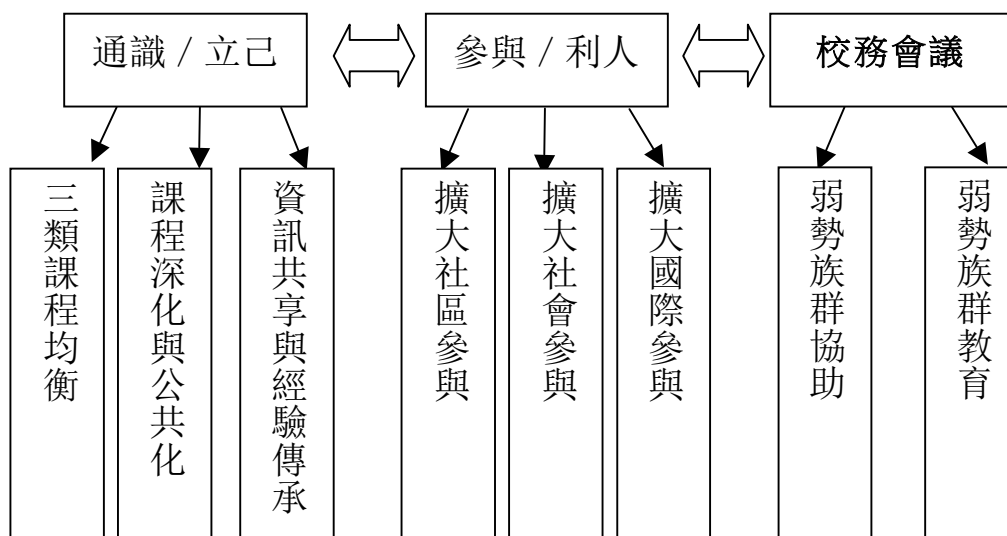 通識 / 立己
參與 / 利人
校務會議
三類課程均衡
課程深化與公共化
資訊共享與經驗傳承
擴大社區參與
擴大社會參與
擴大國際參與
弱勢族群協助
弱勢族群教育